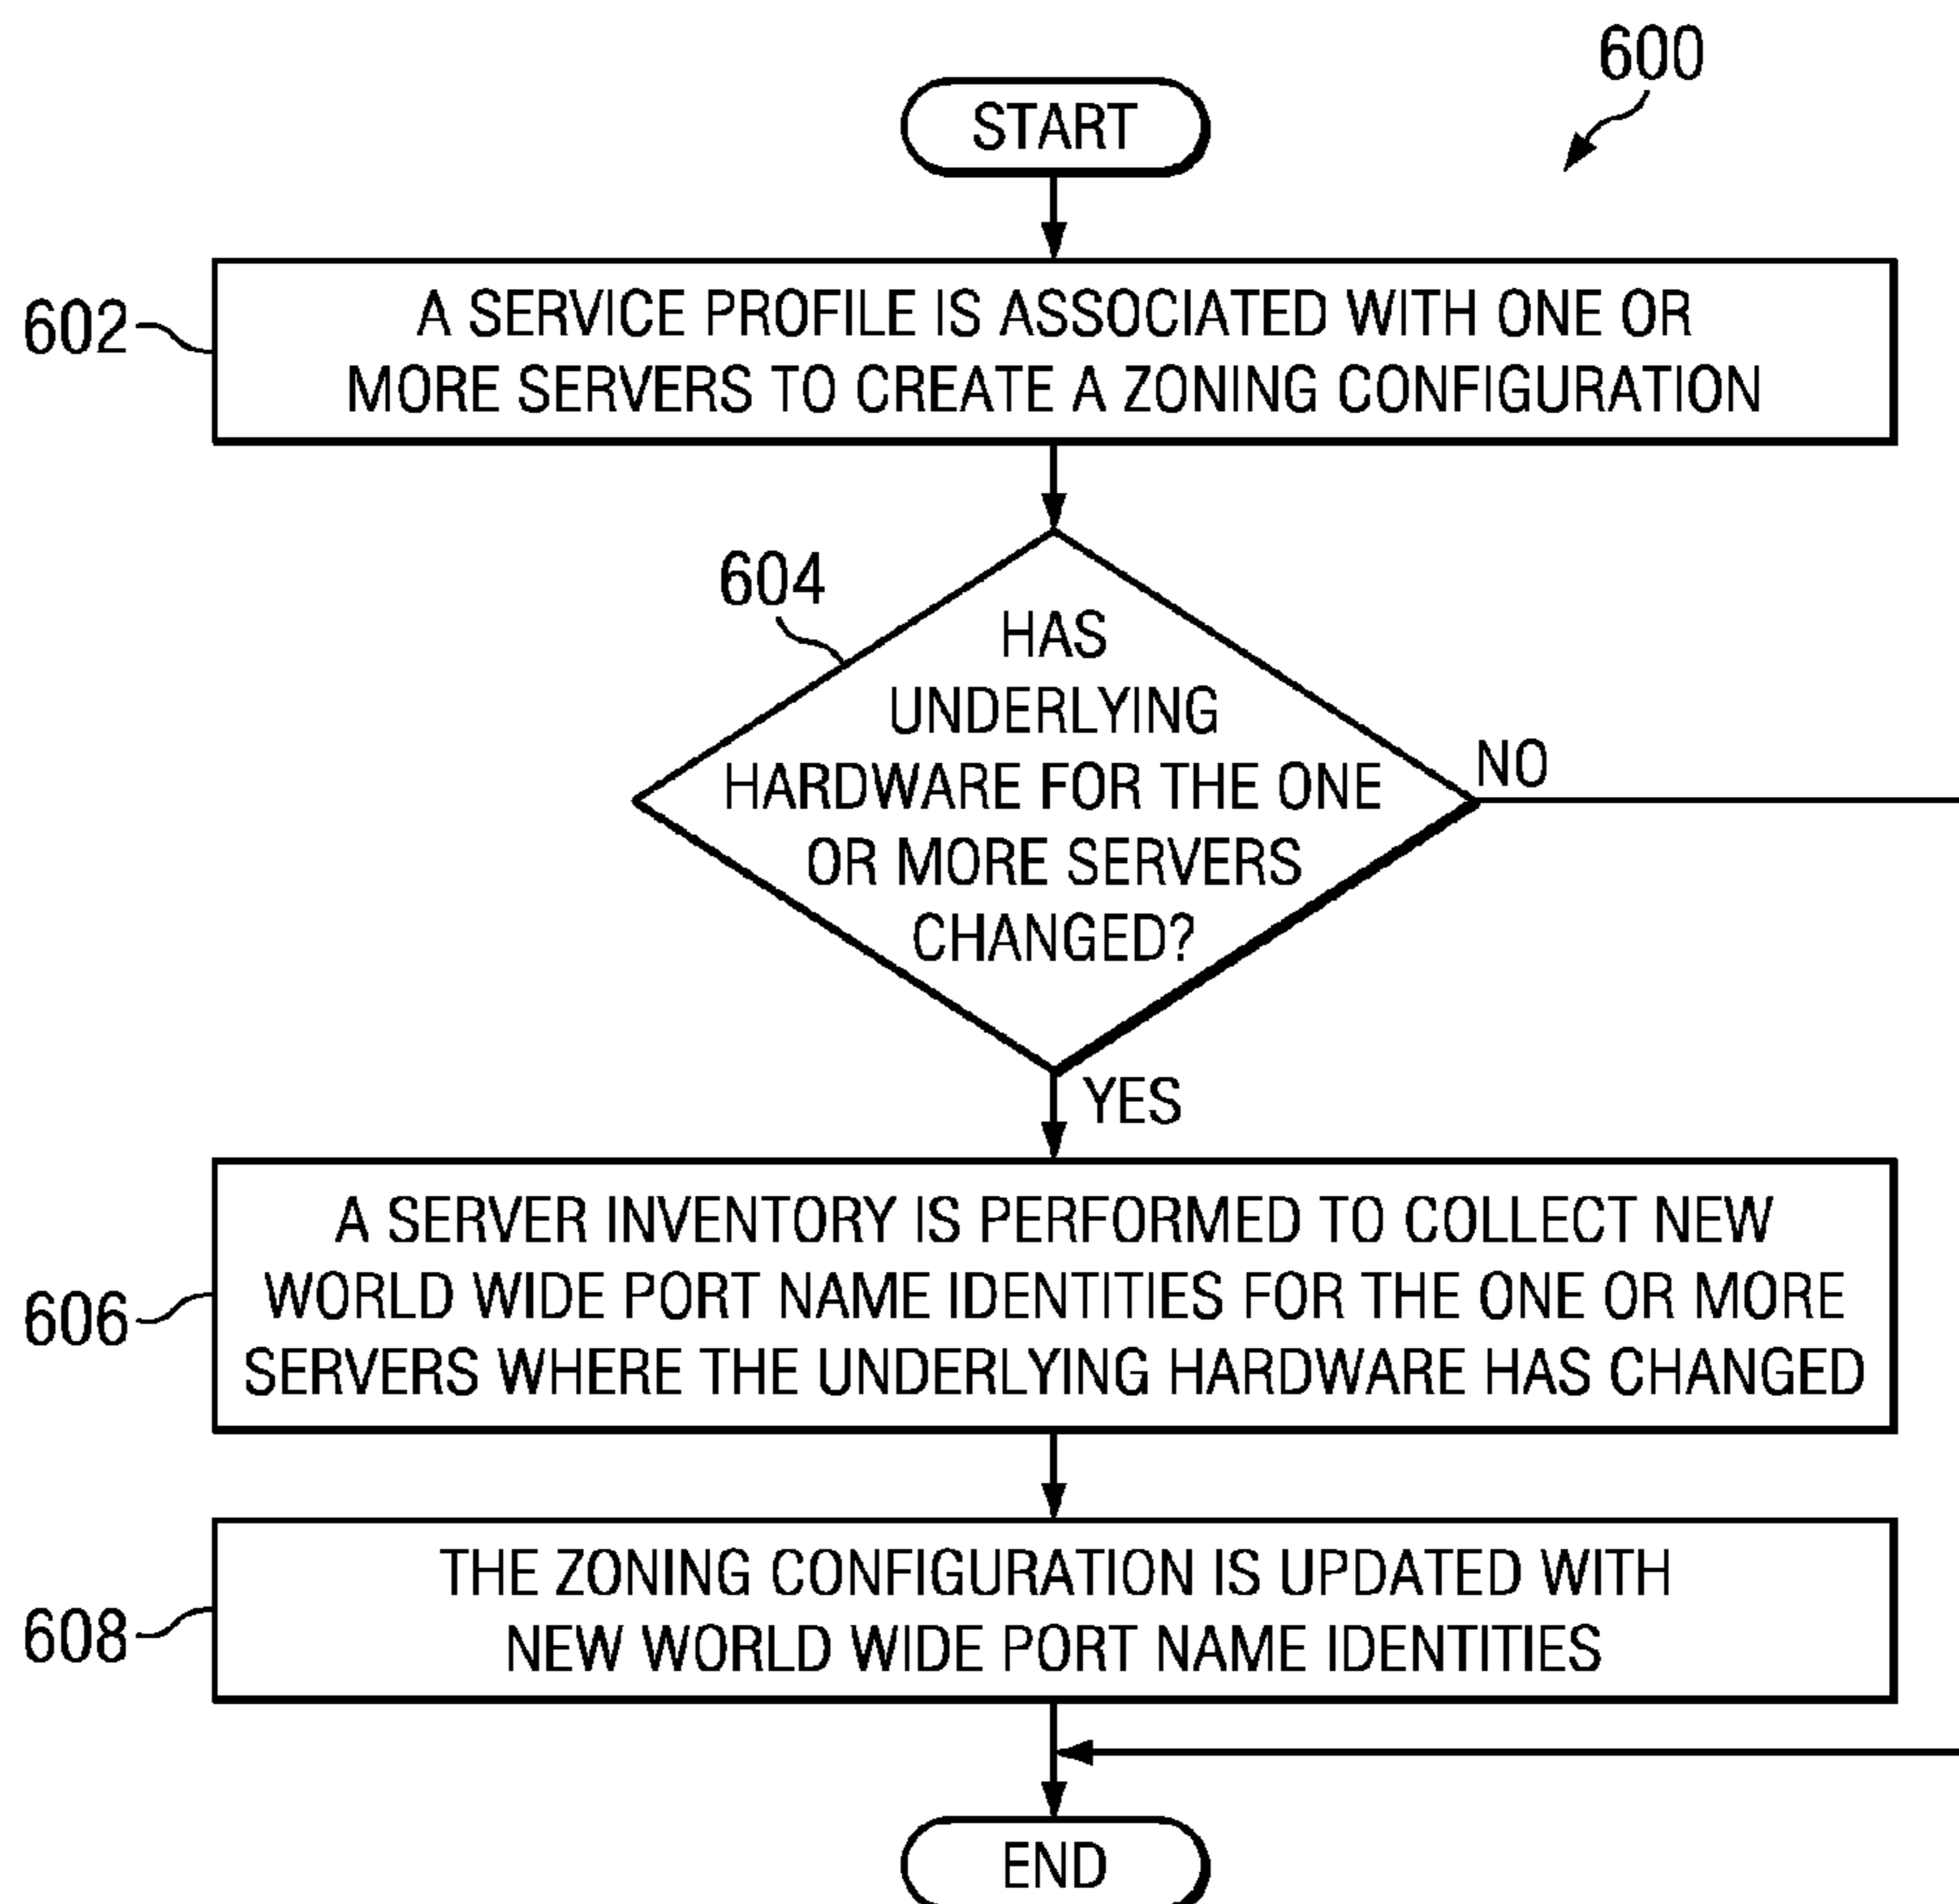 600
START
602
A SERVICE PROFILE IS ASSOCIATED WITH ONE OR
MORE SERVERS TO CREATE A ZONING CONFIGURATION
604
HAS
UNDERLYING
HARDWARE FOR THE ONE
OR MORE SERVERS
CHANGED?
NO
YES
606
A SERVER INVENTORY IS PERFORMED TO COLLECT NEW
WORLD WIDE PORT NAME IDENTITIES FOR THE ONE OR MORE
SERVERS WHERE THE UNDERLYING HARDWARE HAS CHANGED
608
THE ZONING CONFIGURATION IS UPDATED WITH
NEW WORLD WIDE PORT NAME IDENTITIES
END